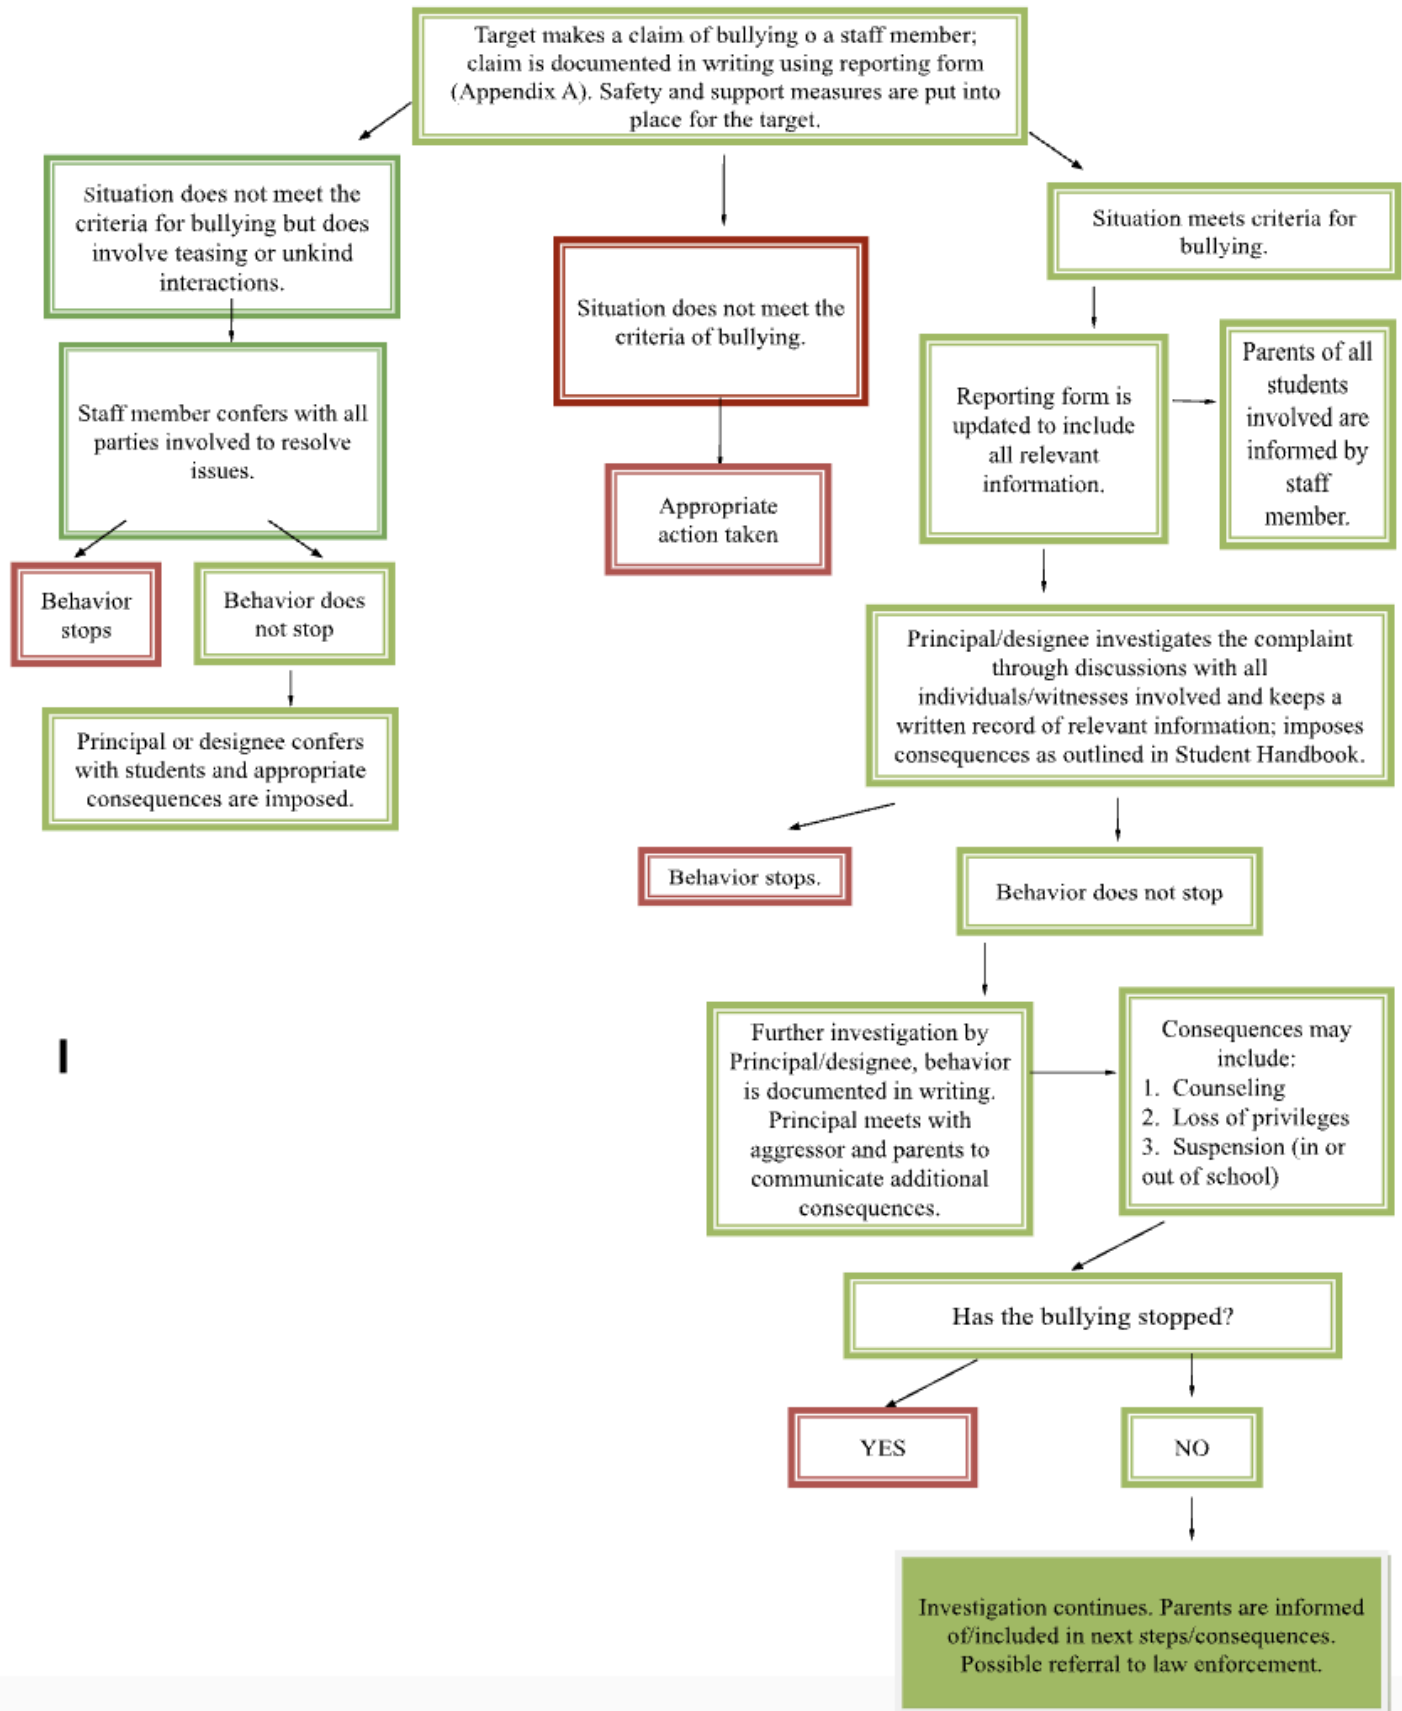 Target makes a claim of bullying o a staff member;
claim is documented in writing using reporting form
(Appendix A). Safety and support measures are put into
place for the target.
Situation does not meet the
criteria for bullying but does
involve teasing or unkind
interactions.
Staff member confers with all
parties involved to resolve
issues.
Behavior
stops
Behavior does
not stop
Principal or designee confers
with students and appropriate
consequences are imposed.
Situation does not meet the
criteria of bullying.
Appropriate
action taken
Situation meets criteria for
bullying.
Reporting form is
updated to include
all relevant
information.
Parents of all
students
involved are
informed by
staff
member.
Principal/designee investigates the complaint
through discussions with all
individuals/witnesses involved and keeps a
written record of relevant information; imposes
consequences as outlined in Student Handbook.
Behavior stops.
Behavior does not stop
Further investigation by
Principal/designee, behavior
is documented in writing.
Principal meets with
aggressor and parents to
communicate additional
consequences.
Consequences may
include:
1. Counseling
2. Loss of privileges
3. Suspension (in or
out of school)
Has the bullying stopped?
YES
NO
Investigation continues. Parents are informed
of/included in next steps/consequences.
Possible referral to law enforcement.
I